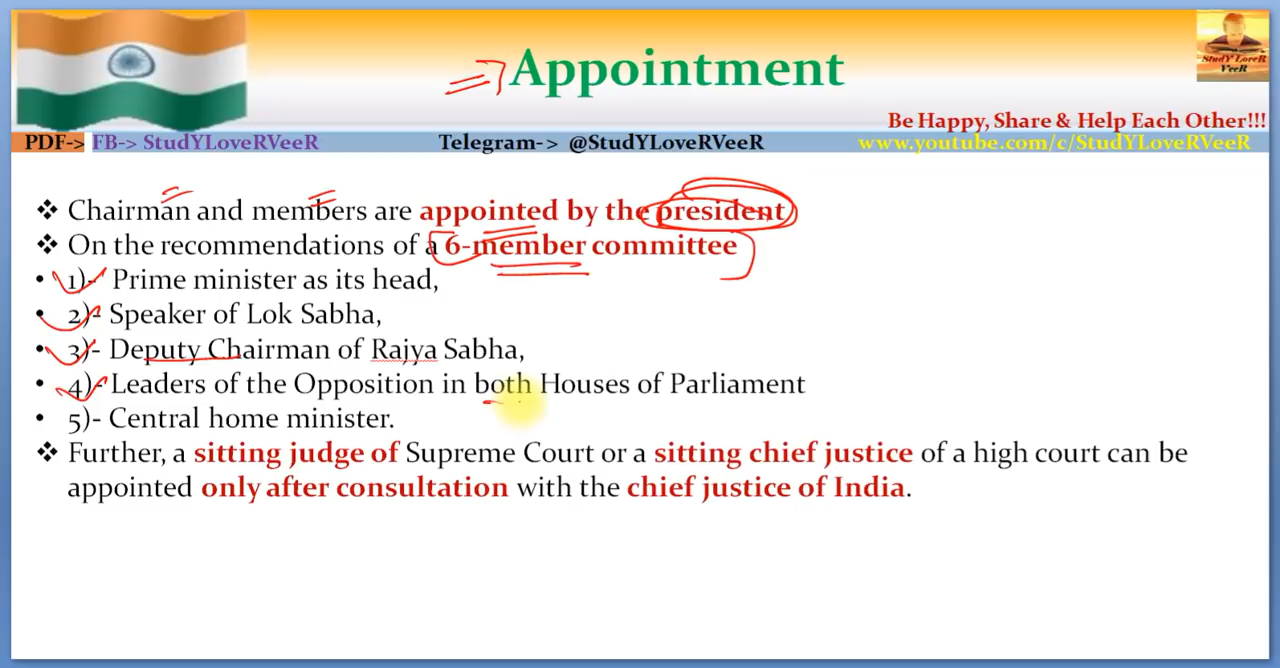 Appointment
StudY LoveR
VeeR
Be Happy, Share & Help Each Other!!!
PDF-> FB-> StudYLoveRVeeR Telegram-> @StudYLoveRVeeR www.youtube.com/c/StudYLoveRVeeR
❖ Chairman and members are appointed by the president
❖ On the recommendations of a 6-member committee
• 1)- Prime minister as its head,
• 2)- Speaker of Lok Sabha,
• 3)- Deputy Chairman of Rajya Sabha,
• 4)- Leaders of the Opposition in both Houses of Parliament
• 5)- Central home minister.
❖ Further, a sitting judge of Supreme Court or a sitting chief justice of a high court can be
appointed only after consultation with the chief justice of India.